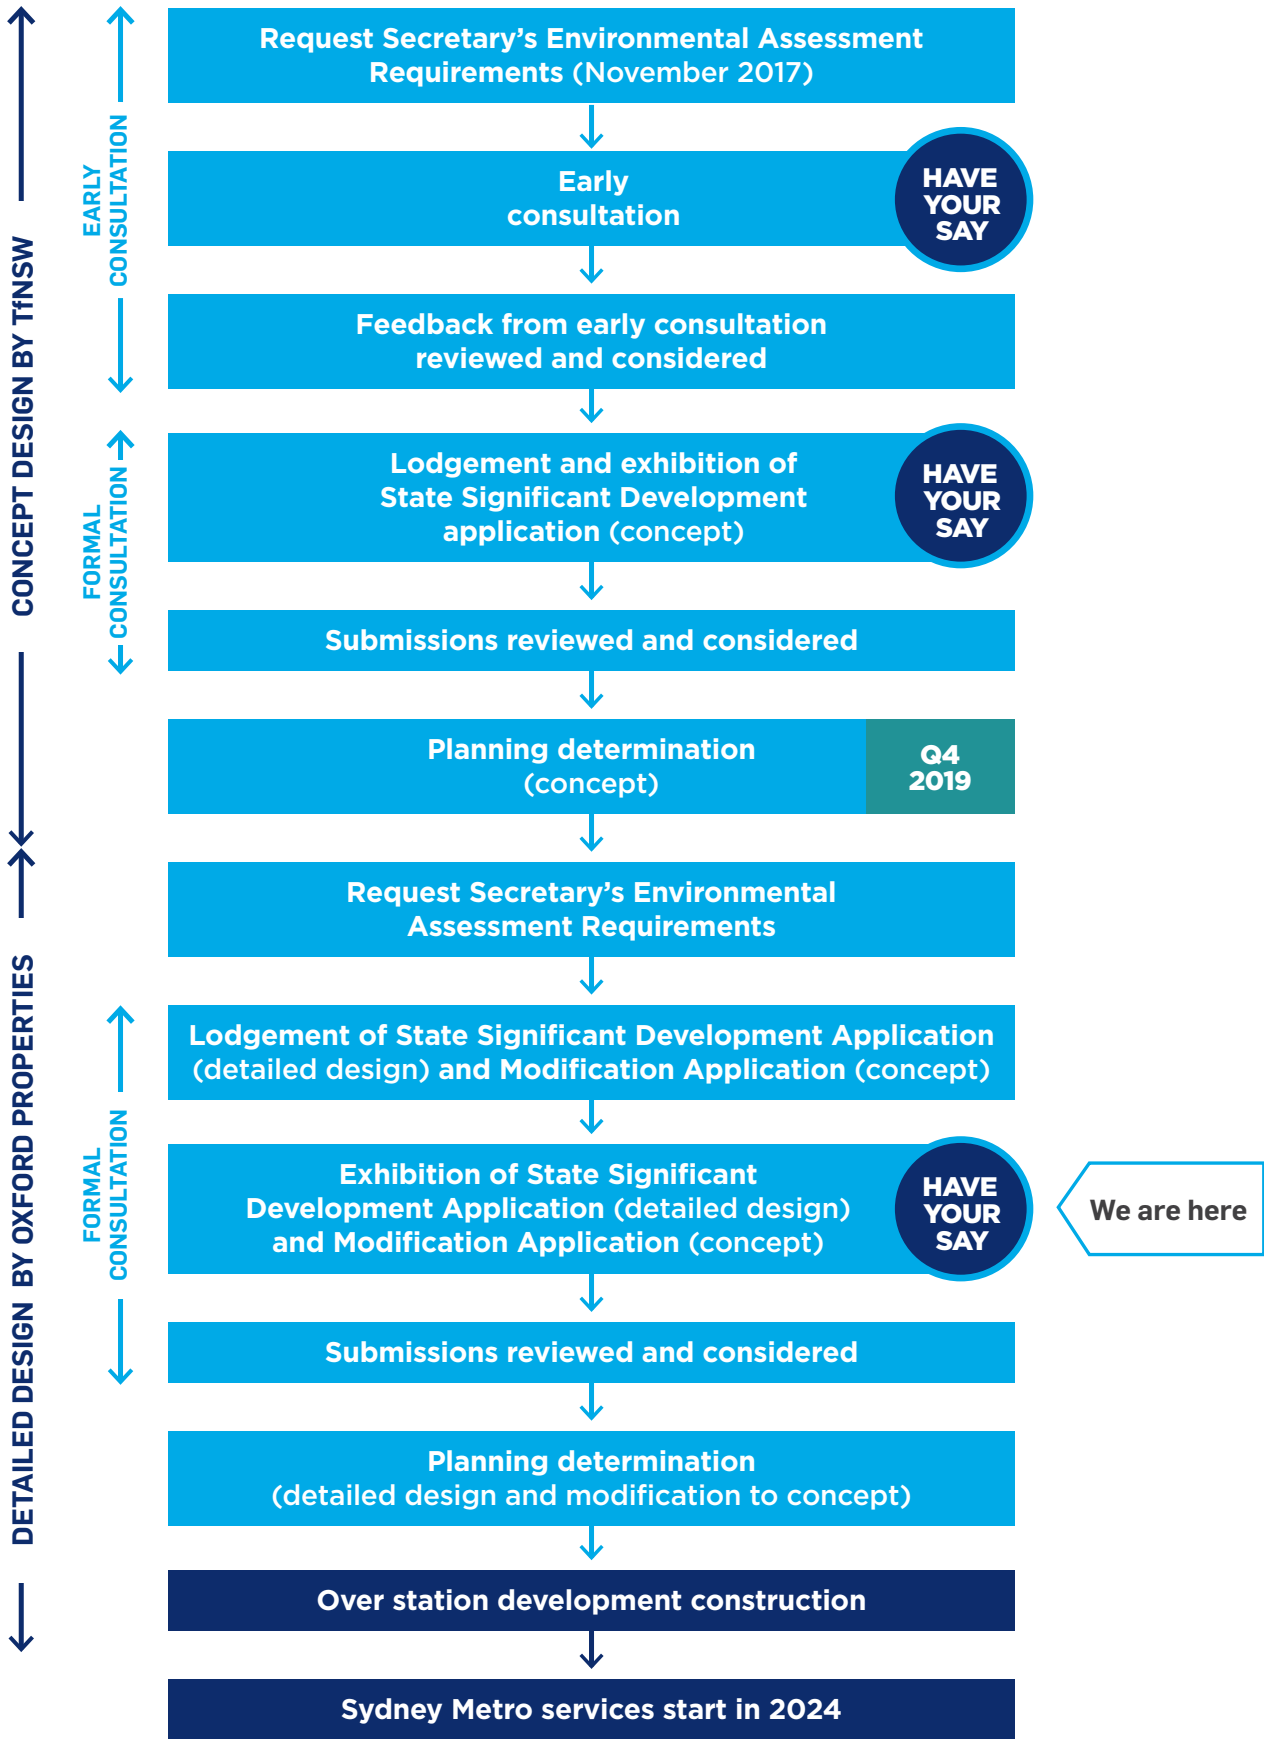 CONCEPT DESIGN BY TfNSW
EARLY
CONSULTATION
Request Secretary’s Environmental Assessment
Requirements (November 2017)
Early
consultation
HAVE
YOUR
SAY
Feedback from early consultation
reviewed and considered
FORMAL
CONSULTATION
Lodgement and exhibition of
State Significant Development
application (concept)
HAVE
YOUR
SAY
Submissions reviewed and considered
Planning determination
(concept)
Q4
2019
DETAILED DESIGN BY OXFORD PROPERTIES
Request Secretary’s Environmental
Assessment Requirements
FORMAL
CONSULTATION
Lodgement of State Significant Development Application
(detailed design) and Modification Application (concept)
Exhibition of State Significant
Development Application (detailed design)
and Modification Application (concept)
HAVE
YOUR
SAY
We are here
Submissions reviewed and considered
Planning determination
(detailed design and modification to concept)
Over station development construction
Sydney Metro services start in 2024